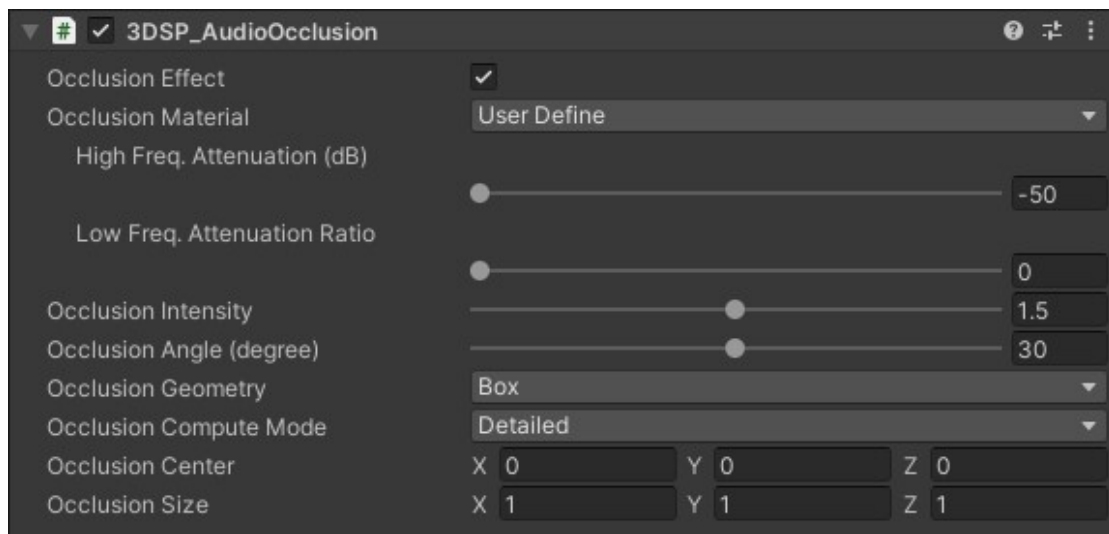 # 3DSP_AudioOcclusion ?
Occlusion Effect
Occlusion Material User Define
High Freq. Attenuation (dB)
-50
Low Freq. Attenuation Ratio
0
Occlusion Intensity 1.5
Occlusion Angle (degree) 30
Occlusion Geometry Box
Occlusion Compute Mode Detailed
Occlusion Center X 0 Y 0 Z 0
Occlusion Size X 1 Y 1 Z 1